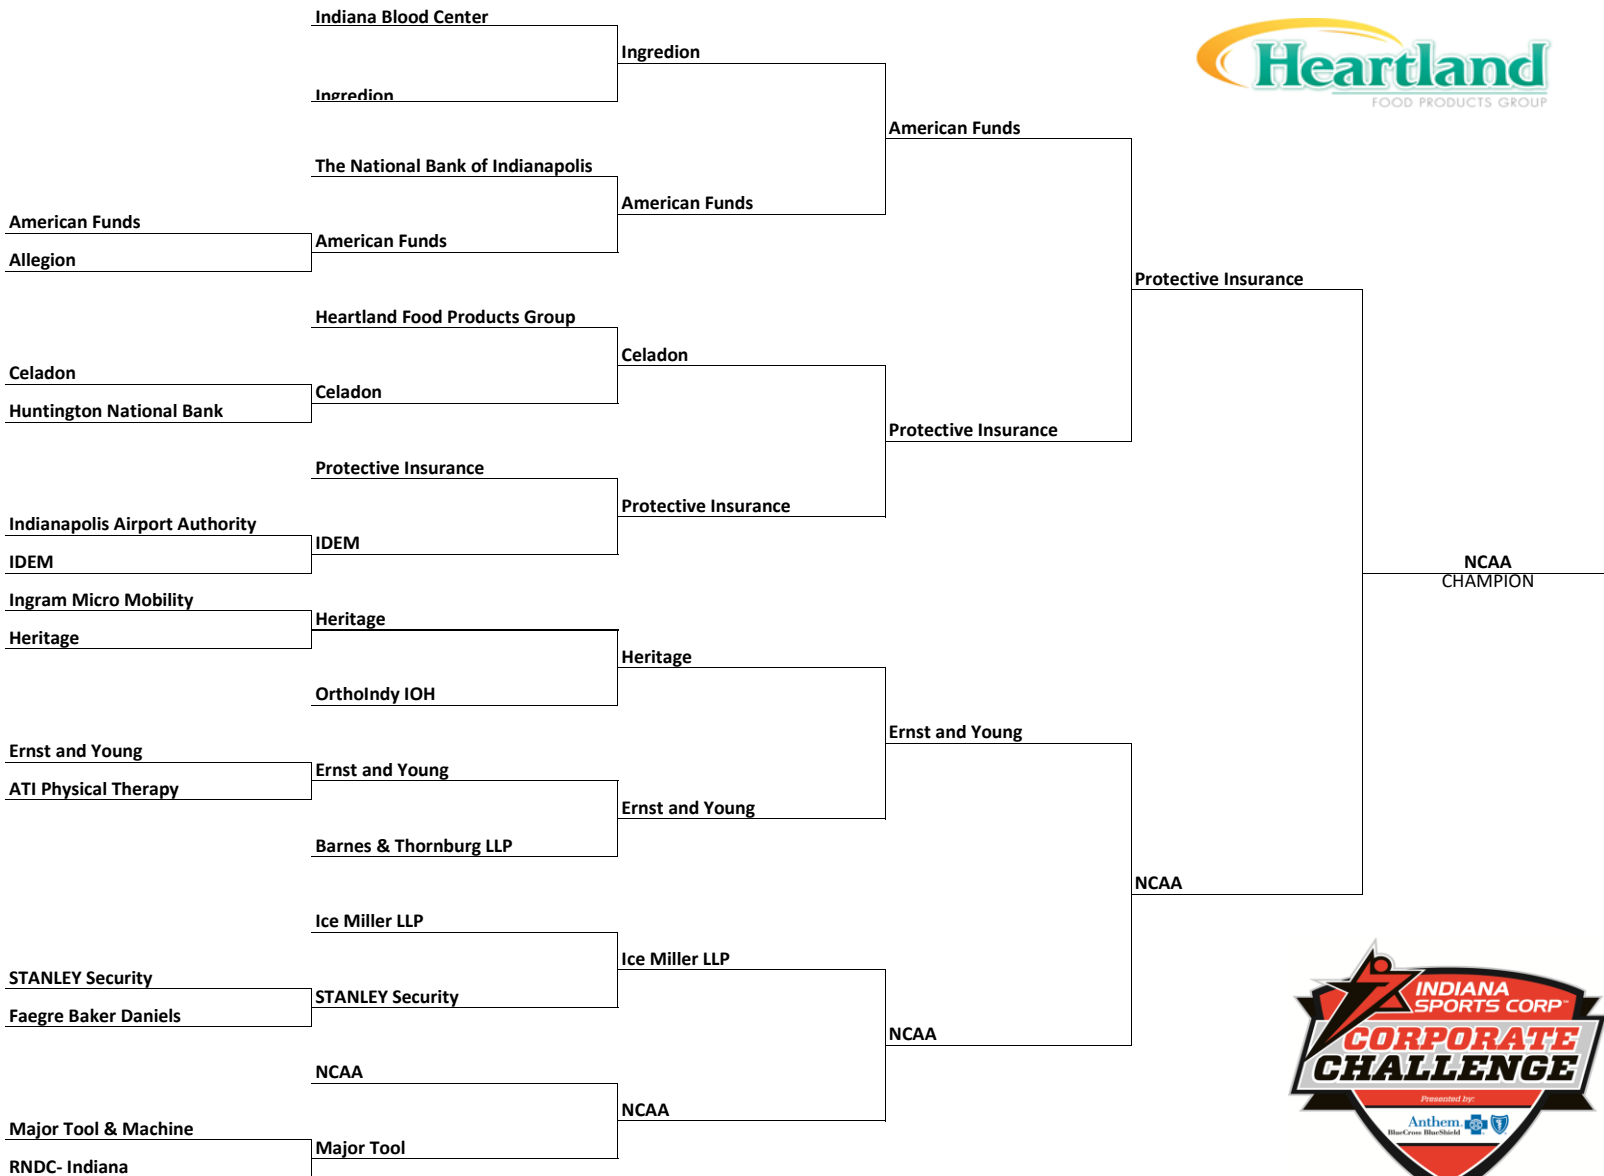 Indiana Blood Center
Ingredion
Heartland
FOOD PRODUCTS GROUP
Ingredion
American Funds
The National Bank of Indianapolis
American Funds
American Funds
American Funds
Allegion
Protective Insurance
Heartland Food Products Group
Celadon
Celadon
Celadon
Huntington National Bank
Protective Insurance
Protective Insurance
Protective Insurance
Indianapolis Airport Authority
IDEM
IDEM
NCAA
CHAMPION
Ingram Micro Mobility
Heritage
Heritage
Heritage
OrthoIndy IOH
Ernst and Young
Ernst and Young
Ernst and Young
ATI Physical Therapy
Ernst and Young
Barnes & Thornburg LLP
NCAA
Ice Miller LLP
Ice Miller LLP
STANLEY Security
STANLEY Security
Faegre Baker Daniels
NCAA
NCAA
NCAA
Major Tool & Machine
Major Tool
RNDC- Indiana
INDIANA
SPORTS CORP™
CORPORATE
CHALLENGE
Presented by:
Anthem
BlueCross BlueShield